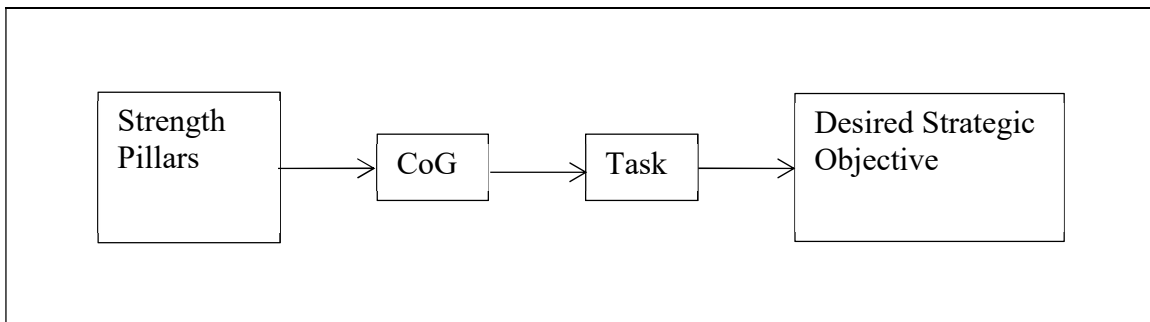 Strength
Pillars
CoG
Task
Desired Strategic
Objective